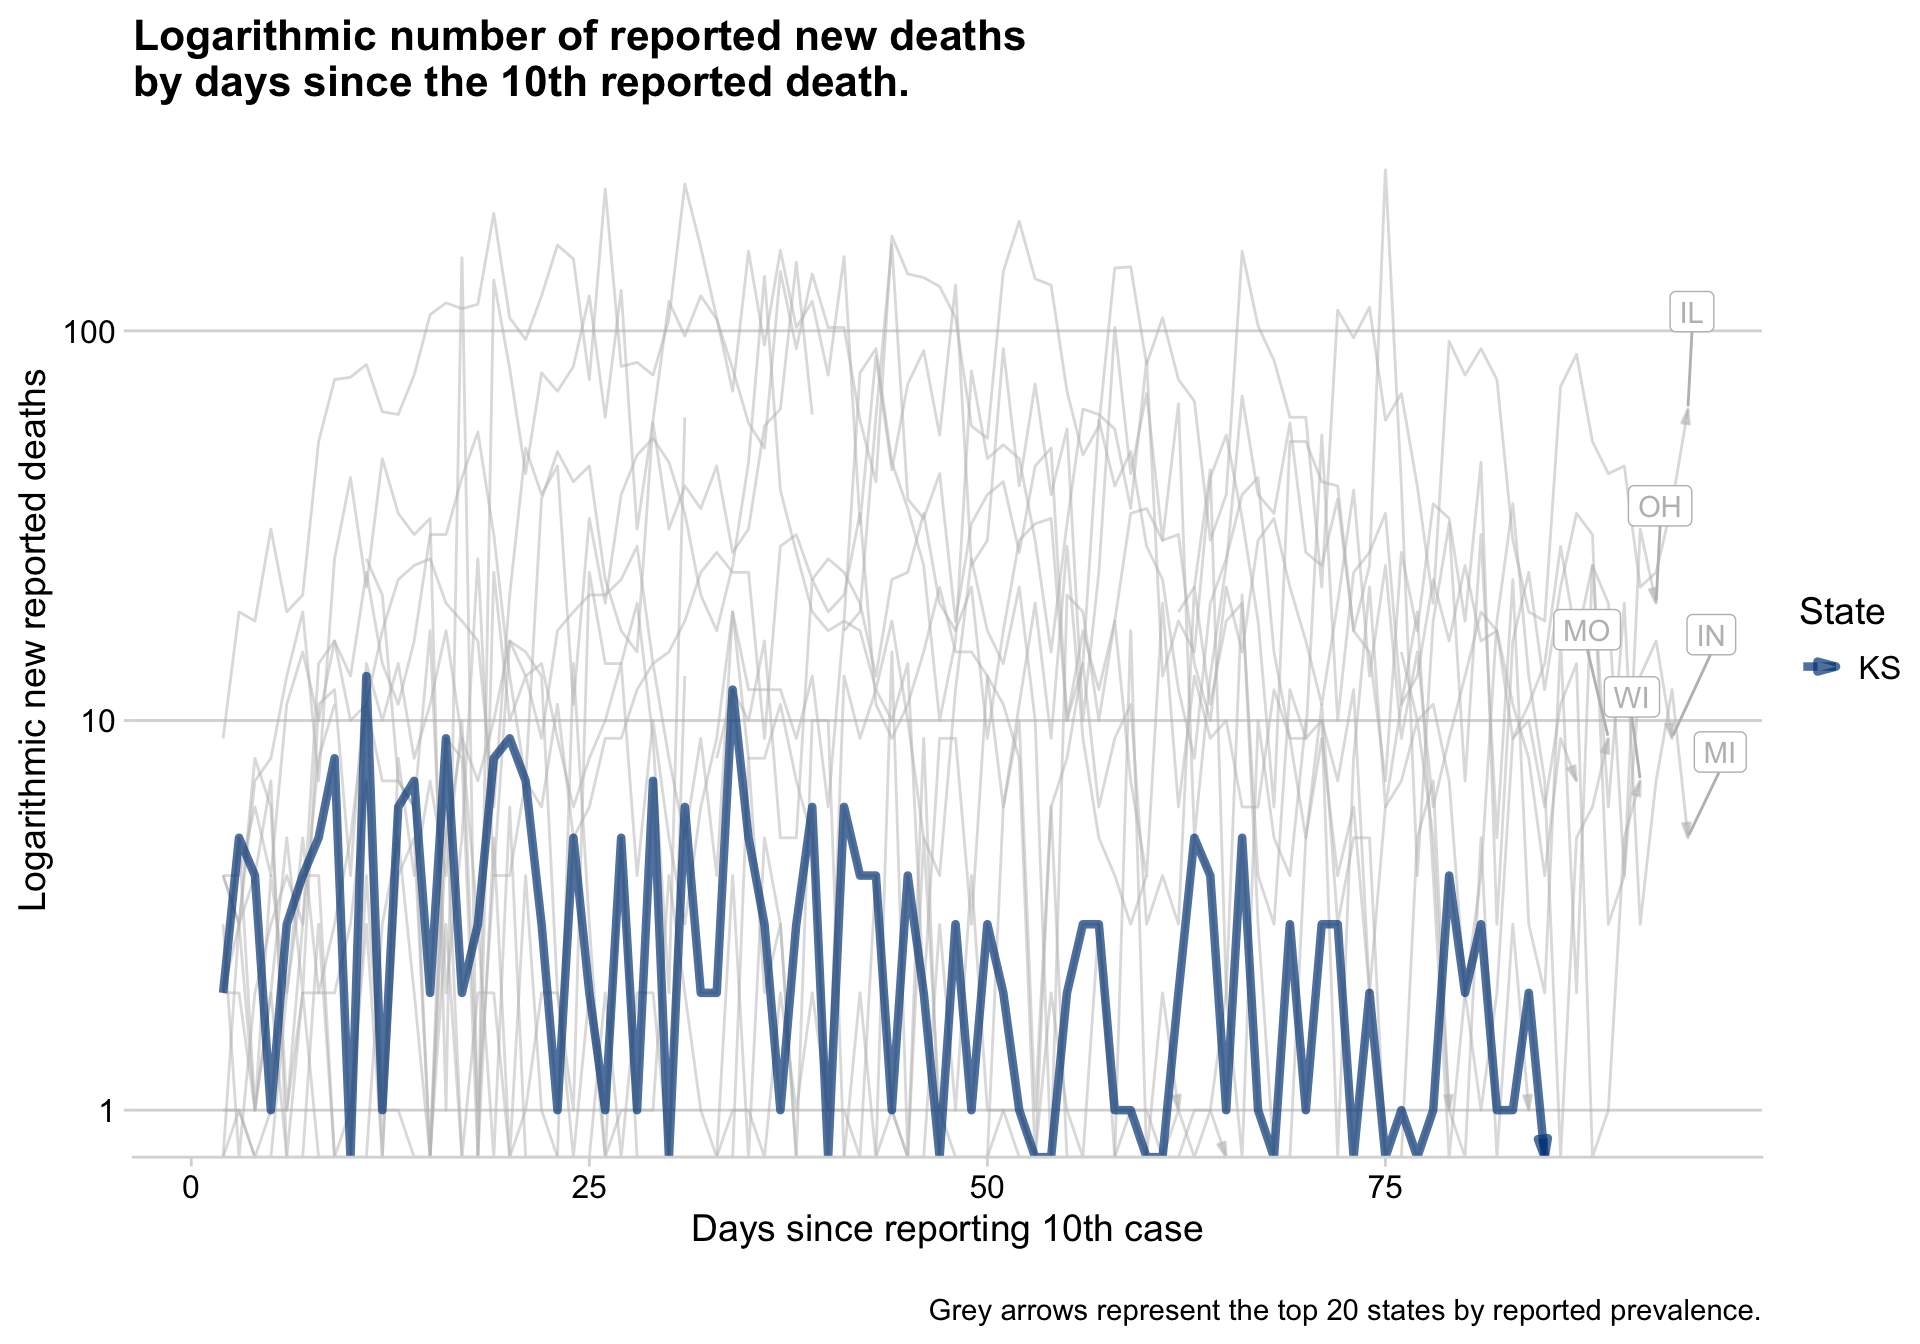 Logarithmic number of reported new deaths
by days since the 10th reported death.
Logarithmic new reported deaths
100
10
1
IL
OH
MO
IN
WI
MI
State
KS
0
25
50
75
Days since reporting 10th case
Grey arrows represent the top 20 states by reported prevalence.